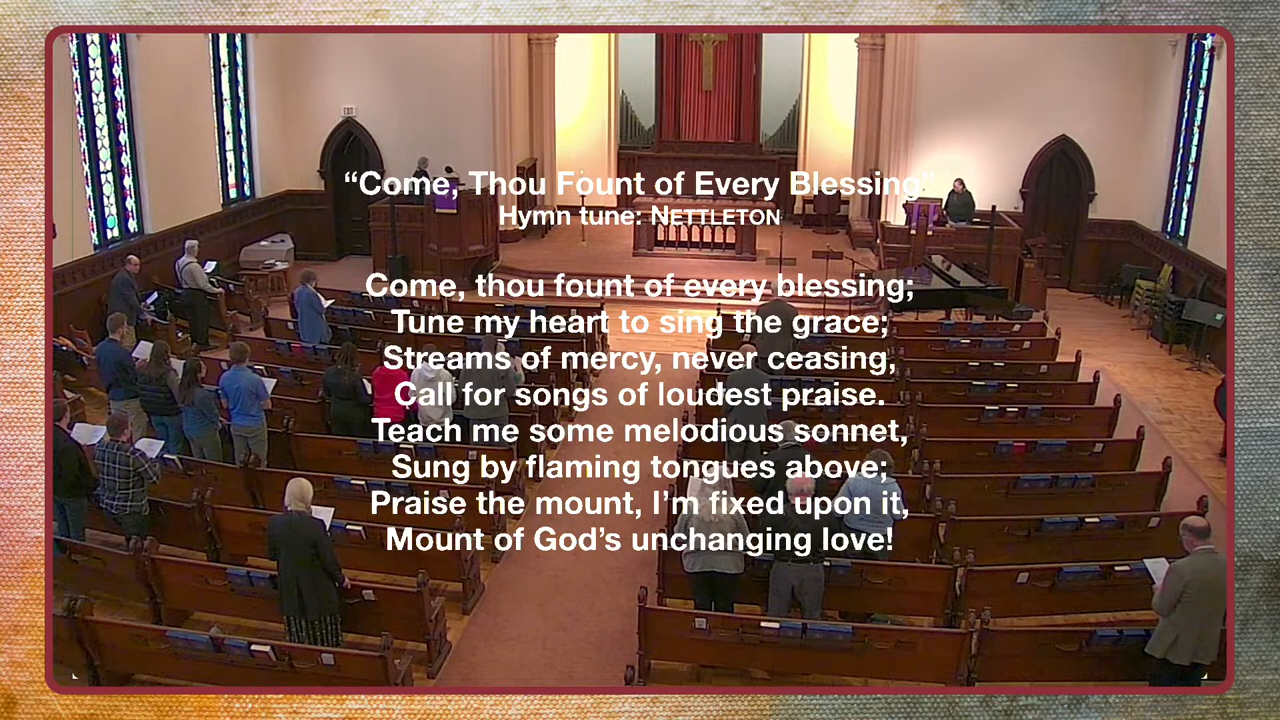 “Come, Thou Fount of Every Blessing”
Hymn tune: NETTLETON
Come, thou fount of every blessing;
Tune my heart to sing the grace;
Streams of mercy, never ceasing,
Call for songs of loudest praise.
Teach me some melodious sonnet,
Sung by flaming tongues above;
Praise the mount, I’m fixed upon it,
Mount of God’s unchanging love!